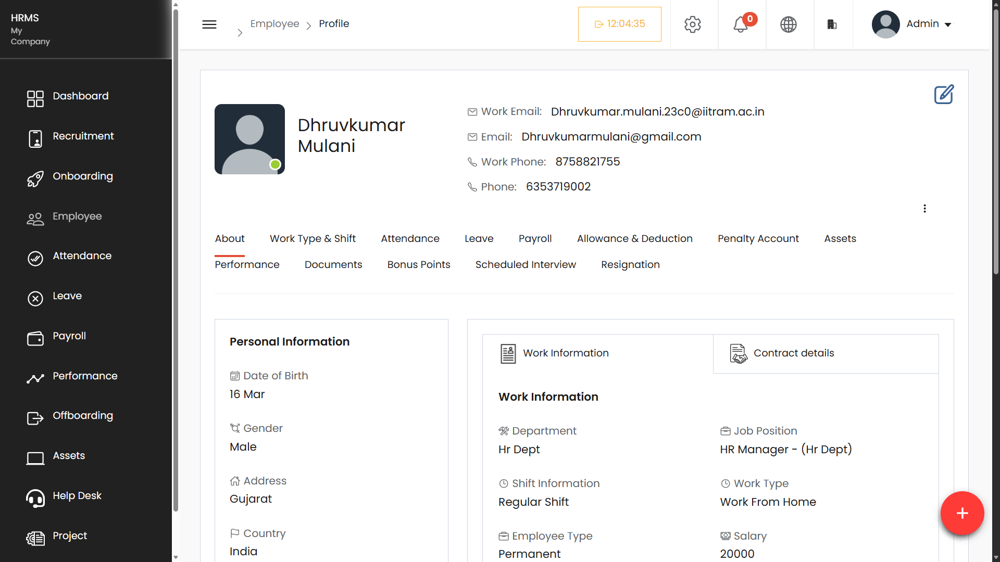 HRMS
My
Company
Dashboard
Recruitment
Onboarding
Employee
Attendance
Leave
Payroll
Performance
Offboarding
Assets
Help Desk
Project
Employee
Profile
12:04:35
0
Admin
Dhruvkumar
Mulani
Work Email: Dhruvkumar.mulani.23c0@iitram.ac.in
Email: Dhruvkumarmulani@gmail.com
Work Phone: 8758821755
Phone: 6353719002
About Work Type & Shift Attendance Leave Payroll Allowance & Deduction Penalty Account Assets
Performance Documents Bonus Points Scheduled Interview Resignation
Personal Information
Date of Birth
16 Mar
Gender
Male
Address
Gujarat
Country
India
Work Information
Contract details
Work Information
Department
Hr Dept
Job Position
HR Manager - (Hr Dept)
Shift Information
Regular Shift
Work Type
Work From Home
Employee Type
Permanent
Salary
20000
+